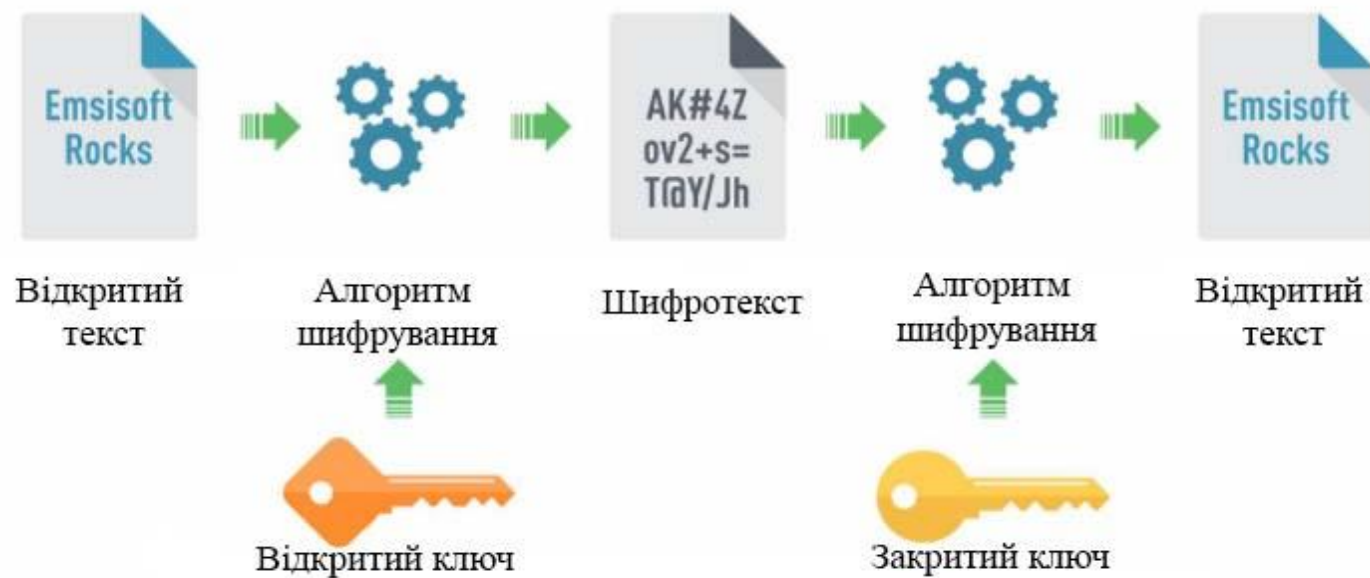 Emsisoft
Rocks
AK#4Z
ov2+s=
T@Y/Jh
Emsisoft
Rocks
Відкритий
текст
Алгоритм
шифрування
Шифротекст
Алгоритм
шифрування
Відкритий
текст
Відкритий ключ
Закритий ключ